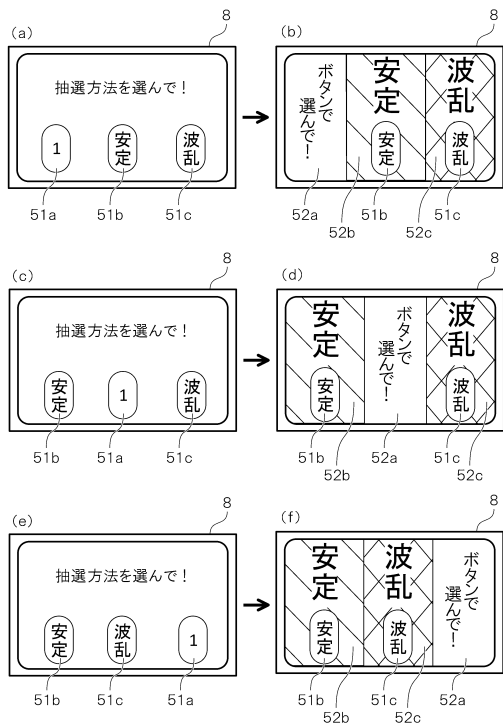 (a)
8
抽選方法を選んで！
1
安定
波乱
51a
51b
51c
(b)
8
ボタンで
選んで！
安定
波乱
安定
波乱
52a
52b
51b
52c
51c
(c)
8
抽選方法を選んで！
安定
1
波乱
51b
51a
51c
(d)
8
安定
ボタンで
選んで！
波乱
安定
波乱
51b
52b
52a
51c
52c
(e)
8
抽選方法を選んで！
安定
波乱
1
51b
51c
51a
(f)
8
安定
波乱
ボタンで
選んで！
安定
波乱
51b
52b
51c
52c
52a